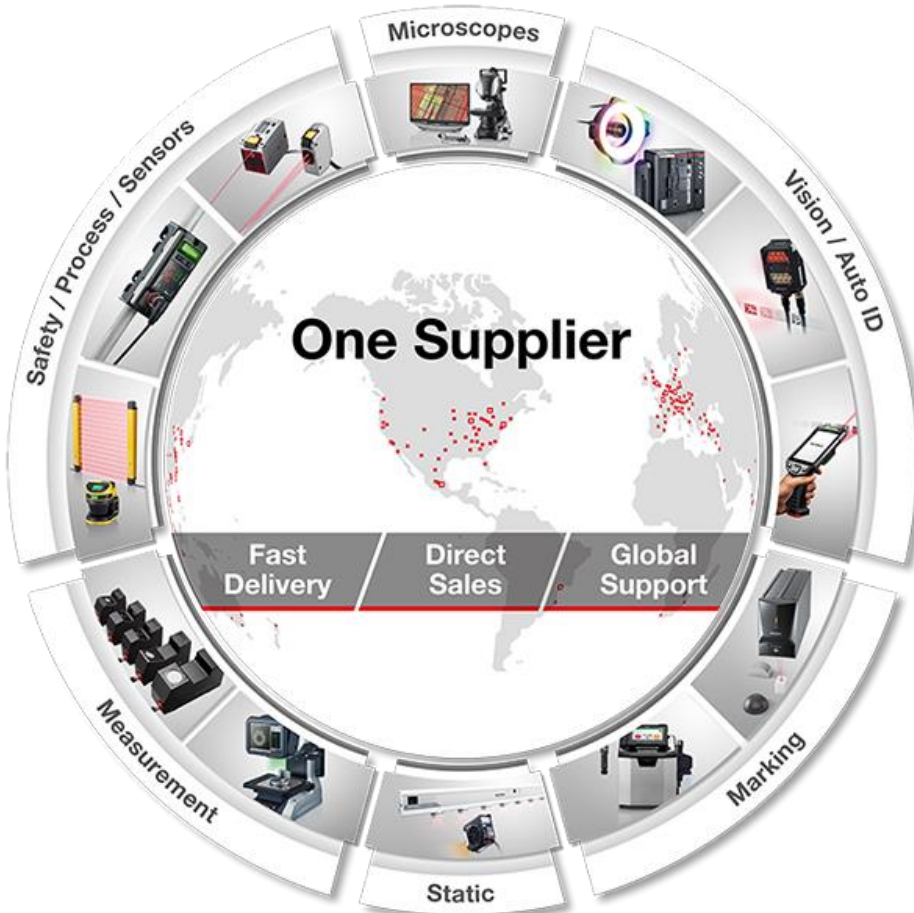 Microscopes
Safety / Process / Sensors
Vision / Auto ID
One Supplier
Fast
Delivery
Direct
Sales
Global
Support
Measurement
Marking
Static